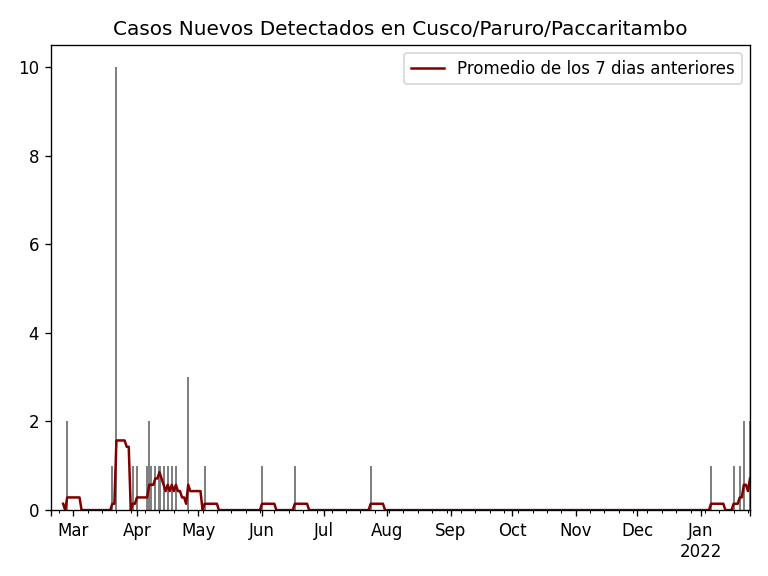 Casos Nuevos Detectados en Cusco/Paruro/Paccaritambo
Promedio de los 7 dias anteriores
10
8
6
4
2
0
Mar Apr May Jun Jul Aug Sep Oct Nov Dec Jan
2022